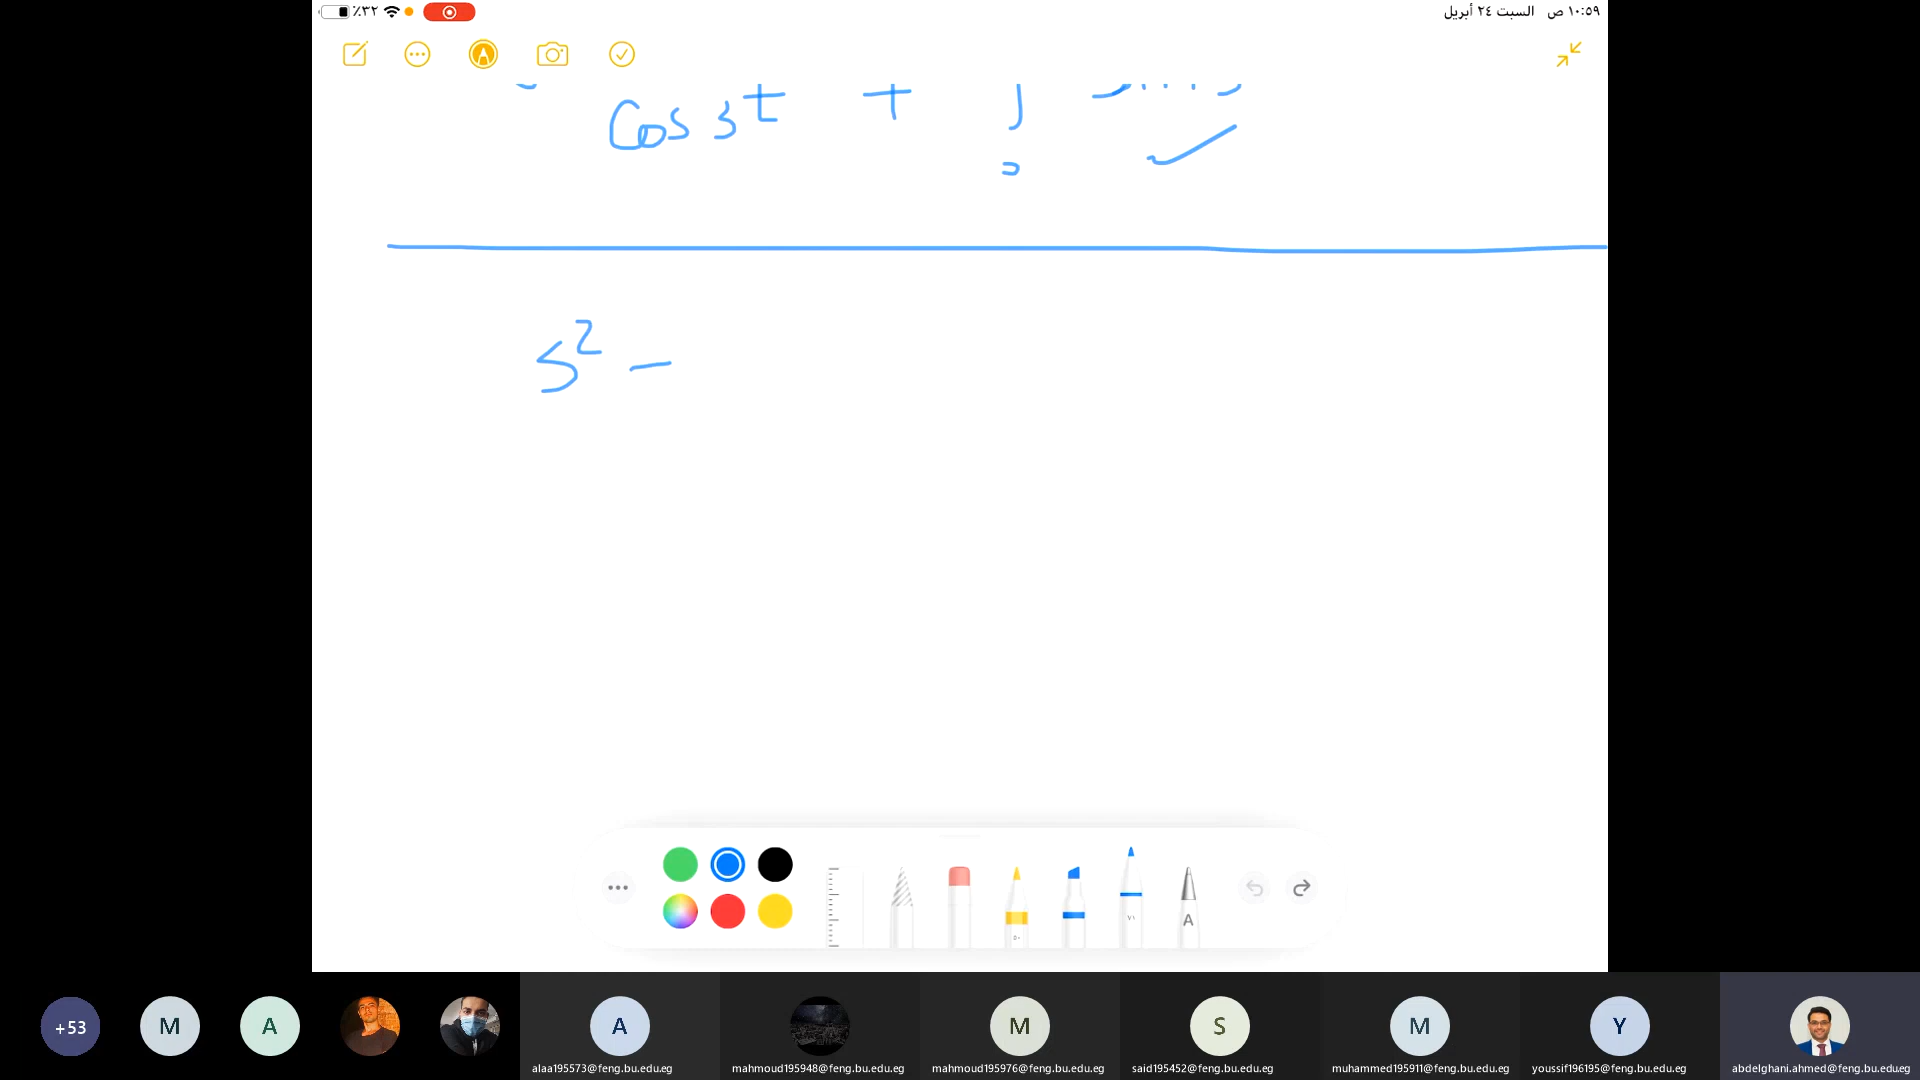 ٪٣٢
السبت ٢٤ أبريل ١٠:٥٩ ص
Cos 3t + j
S² −
A
+53
M
A
A
M
S
M
Y
alaa195573@feng.bu.edu.eg
mahmoud195948@feng.bu.edu.eg
mahmoud195976@feng.bu.edu.eg
said195452@feng.bu.edu.eg
muhammed195911@feng.bu.edu.eg
youssif196195@feng.bu.edu.eg
abdelghani.ahmed@feng.bu.edu.eg